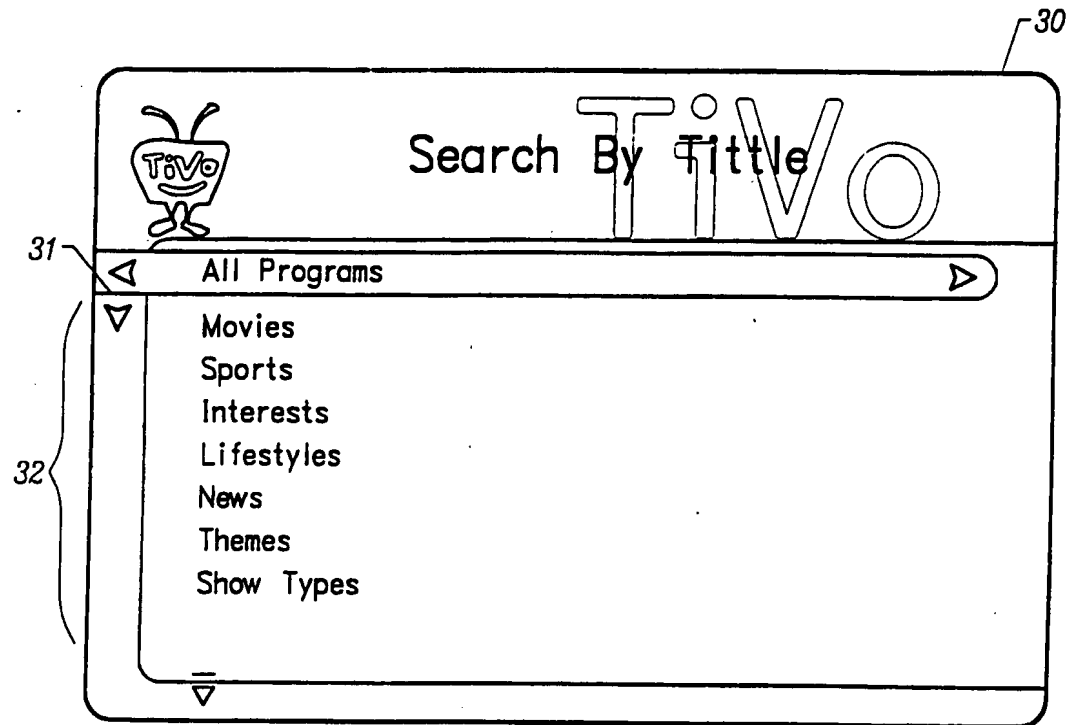 30
TiVo
TiVo
Search By Tittle
31
All Programs
Movies
Sports
Interests
Lifestyles
32
News
Themes
Show Types